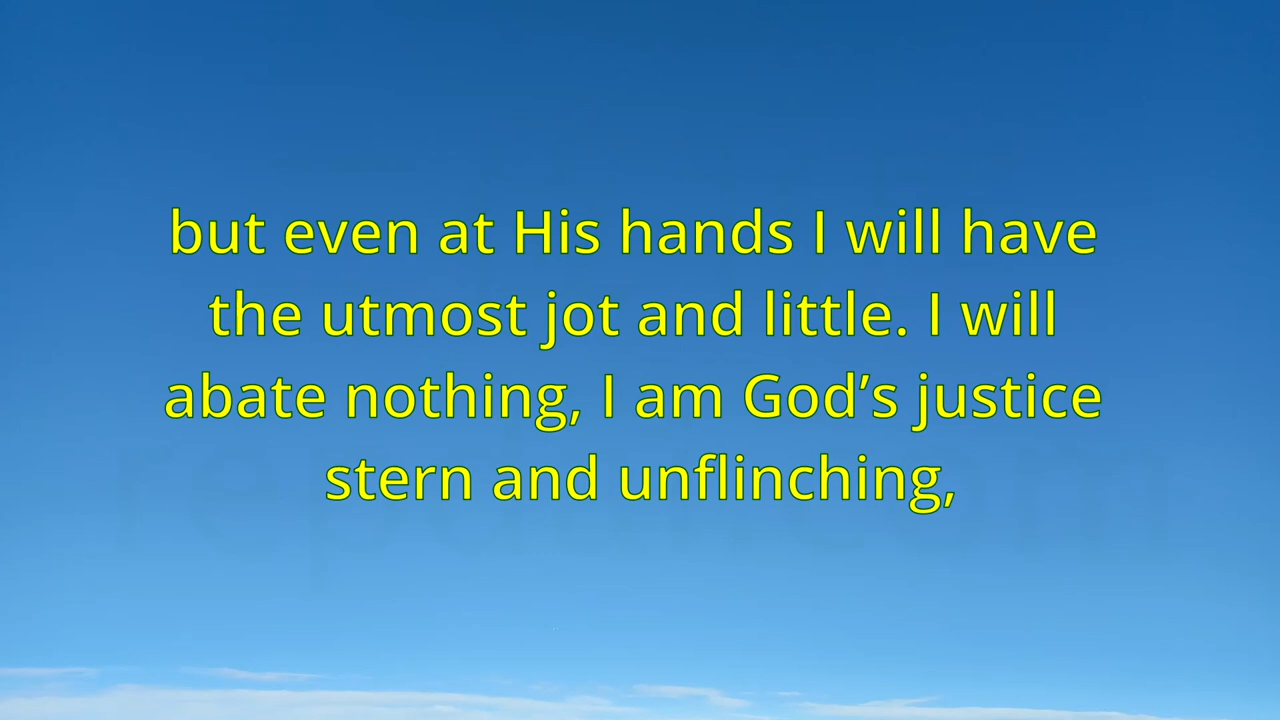 but even at His hands I will have
the utmost jot and little. I will
abate nothing, I am God’s justice
stern and unflinching,